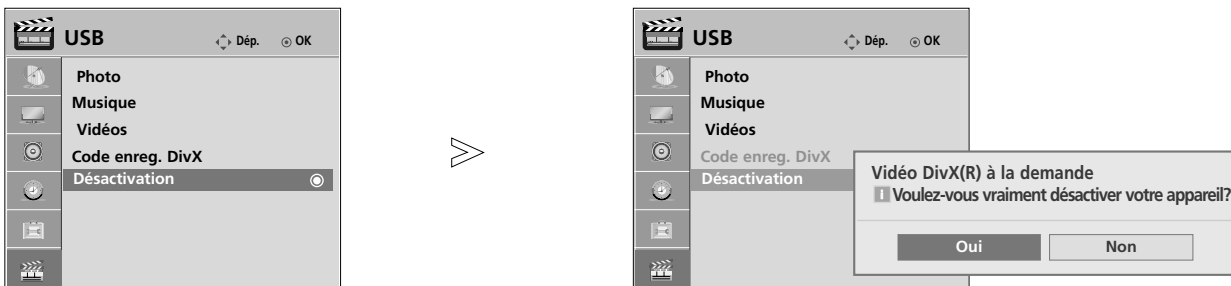 USB Dép. OK
Photo
Musique
Vidéos
Code enreg. DivX
Désactivation
USB Dép. OK
Photo
Musique
Vidéos
Code enreg. DivX
Désactivation
Vidéo DivX(R) à la demande
i Voulez-vous vraiment désactiver votre appareil?
Oui Non